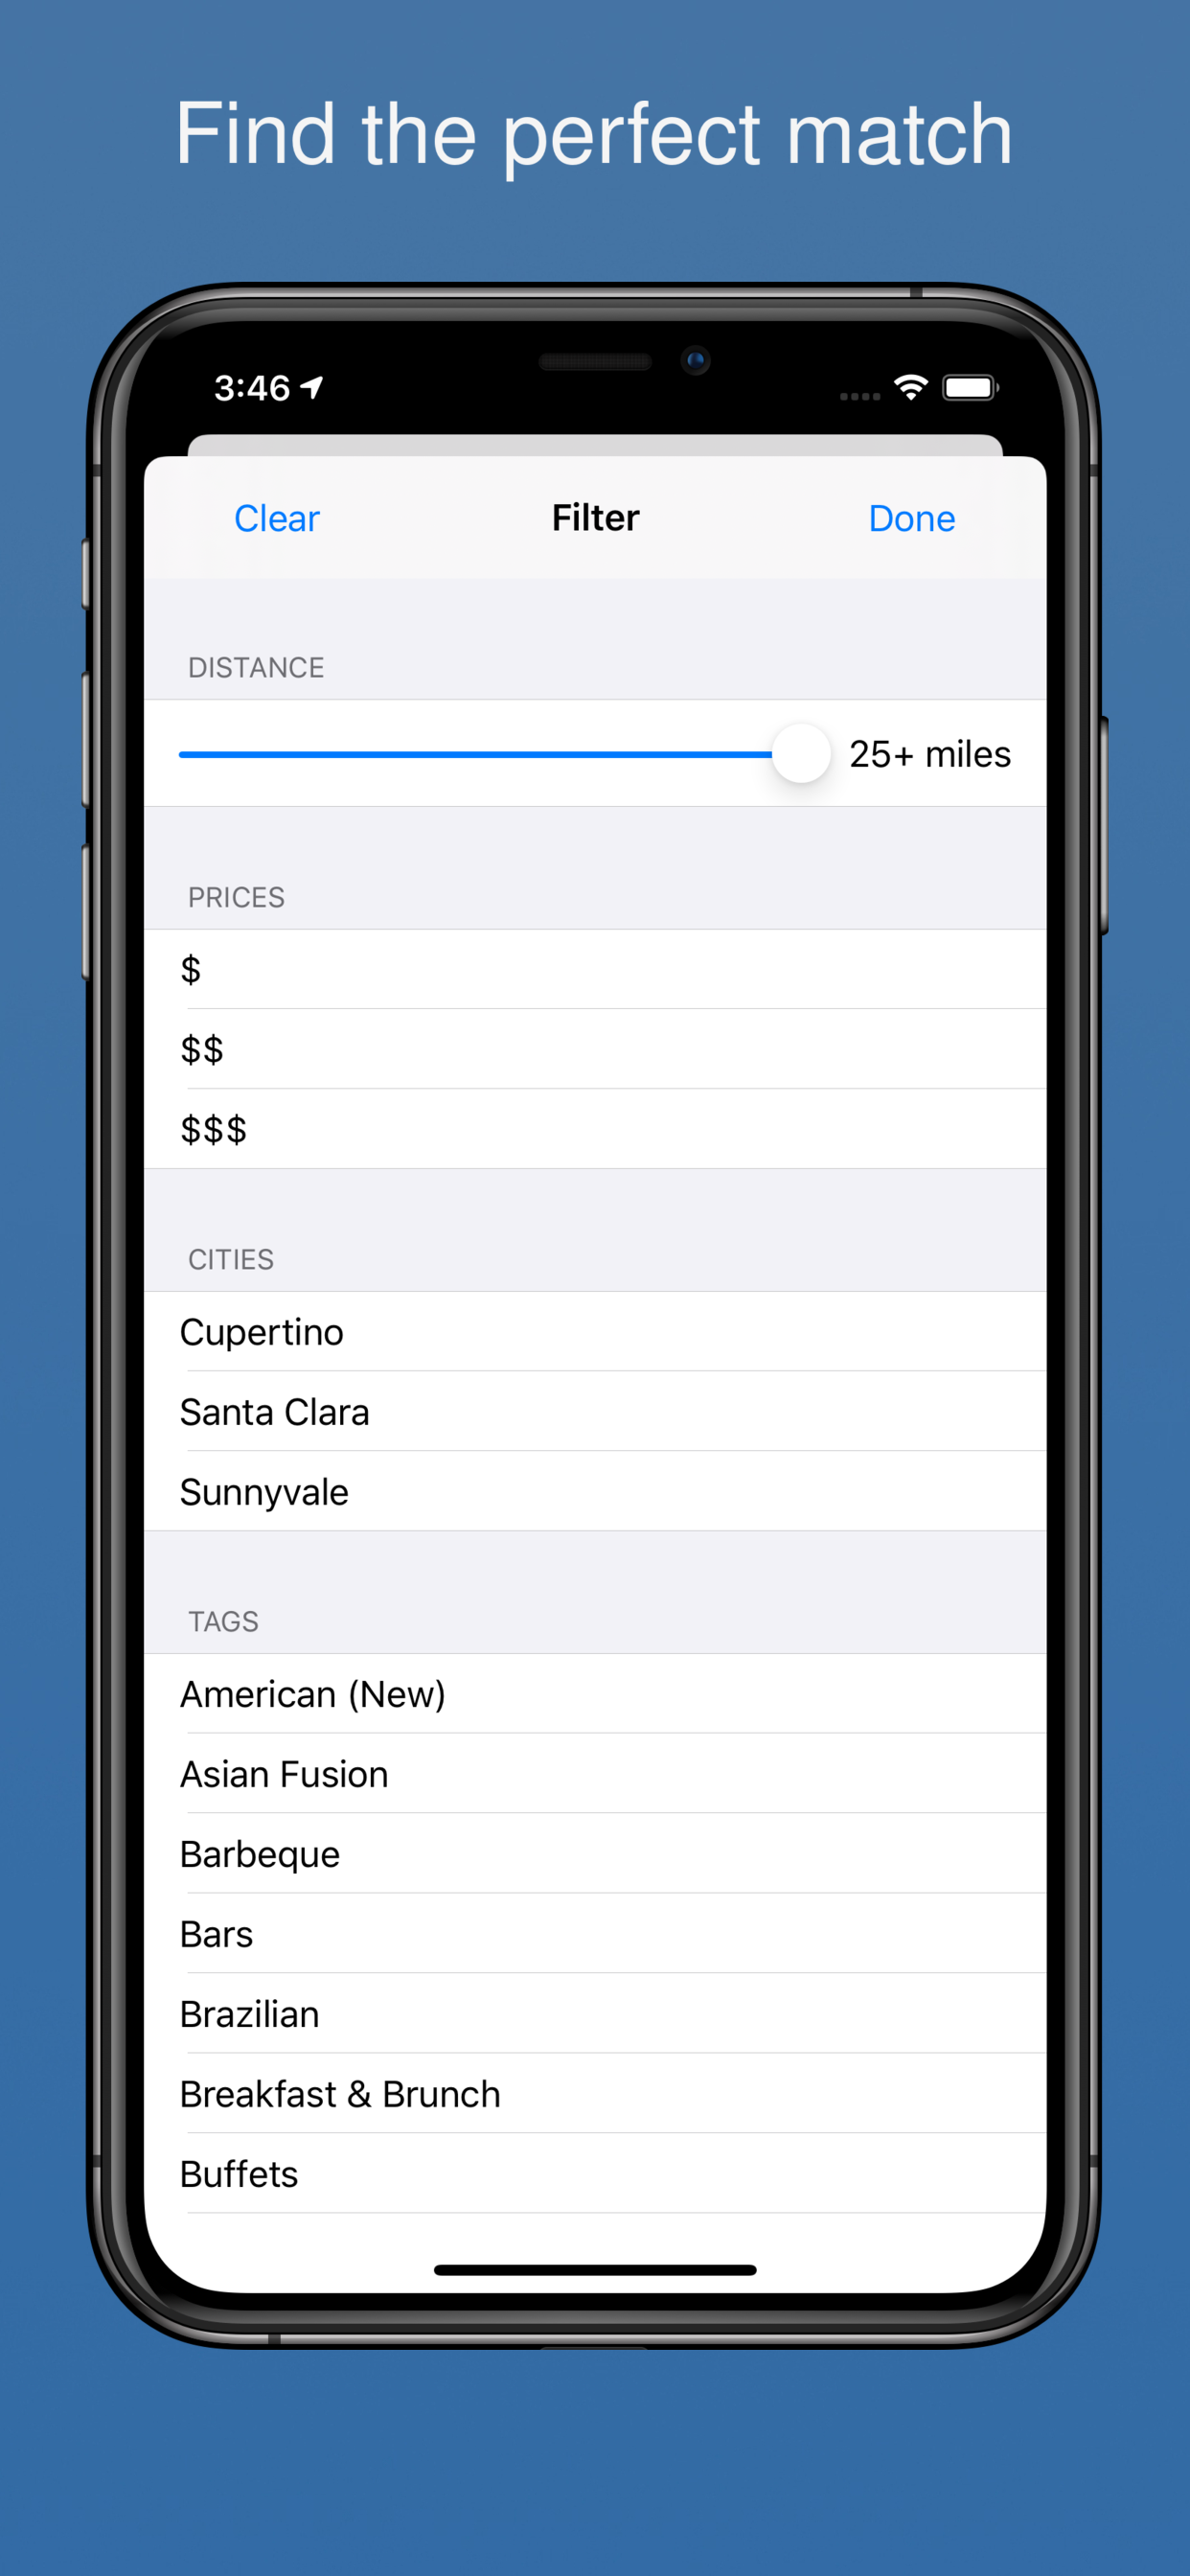 Find the perfect match
3:46
Clear Filter Done
DISTANCE
25+ miles
PRICES
$
$$
$$$
CITIES
Cupertino
Santa Clara
Sunnyvale
TAGS
American (New)
Asian Fusion
Barbeque
Bars
Brazilian
Breakfast & Brunch
Buffets